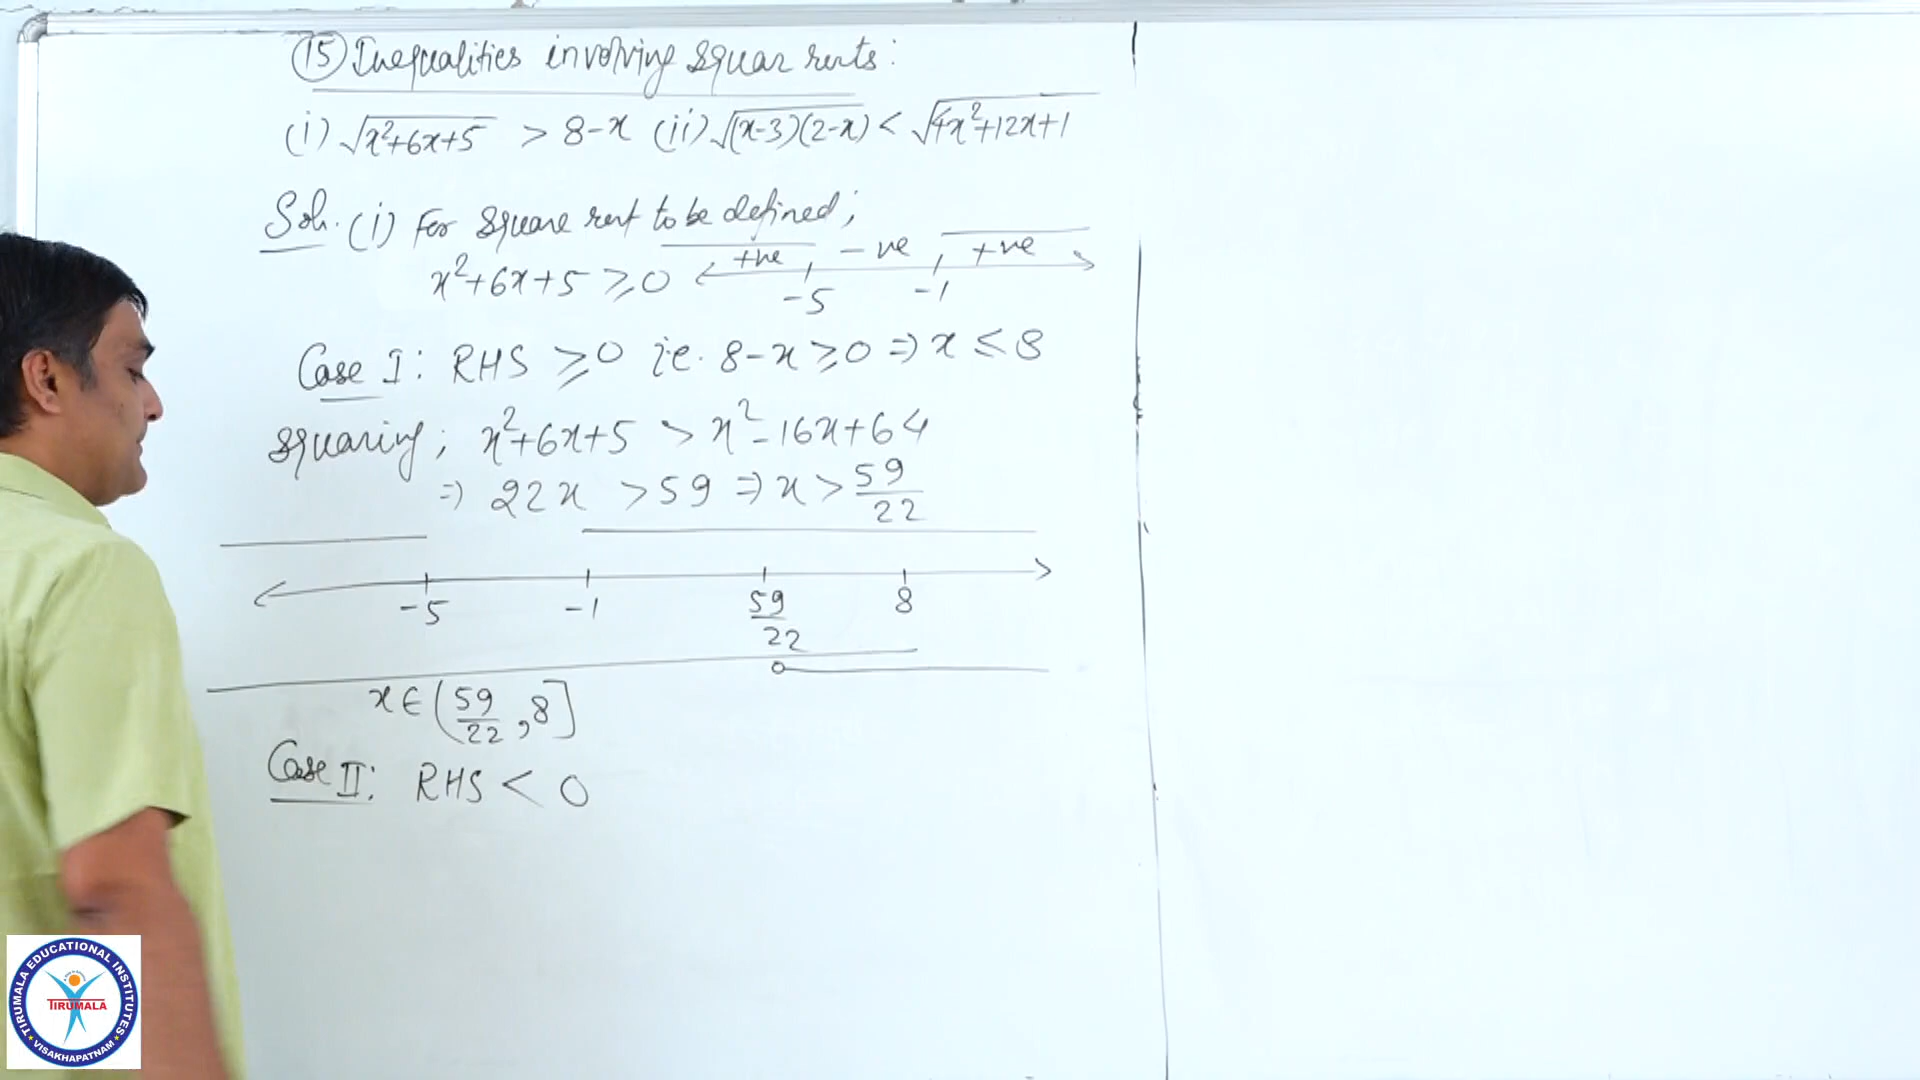 (15) Inequalities involving squar roots:
(i) √x²+6x+5 > 8-x (ii) √(x-3)(2-x) < √4x²+12x+1
Soln. (i) For square root to be defined;
x²+6x+5 ≥ 0 +ve -ve +ve
-5 -1
Case I: RHS ≥ 0 i.e. 8-x ≥ 0 ⇒ x ≤ 8
squaring; x²+6x+5 > x²-16x+64
⇒ 22x > 59 ⇒ x > 59/22
-5 -1 59/22 8
x ∈ (59/22, 8]
Case II: RHS < 0
TIRUMALA EDUCATIONAL INSTITUTES
TIRUMALA
VISAKHAPATNAM